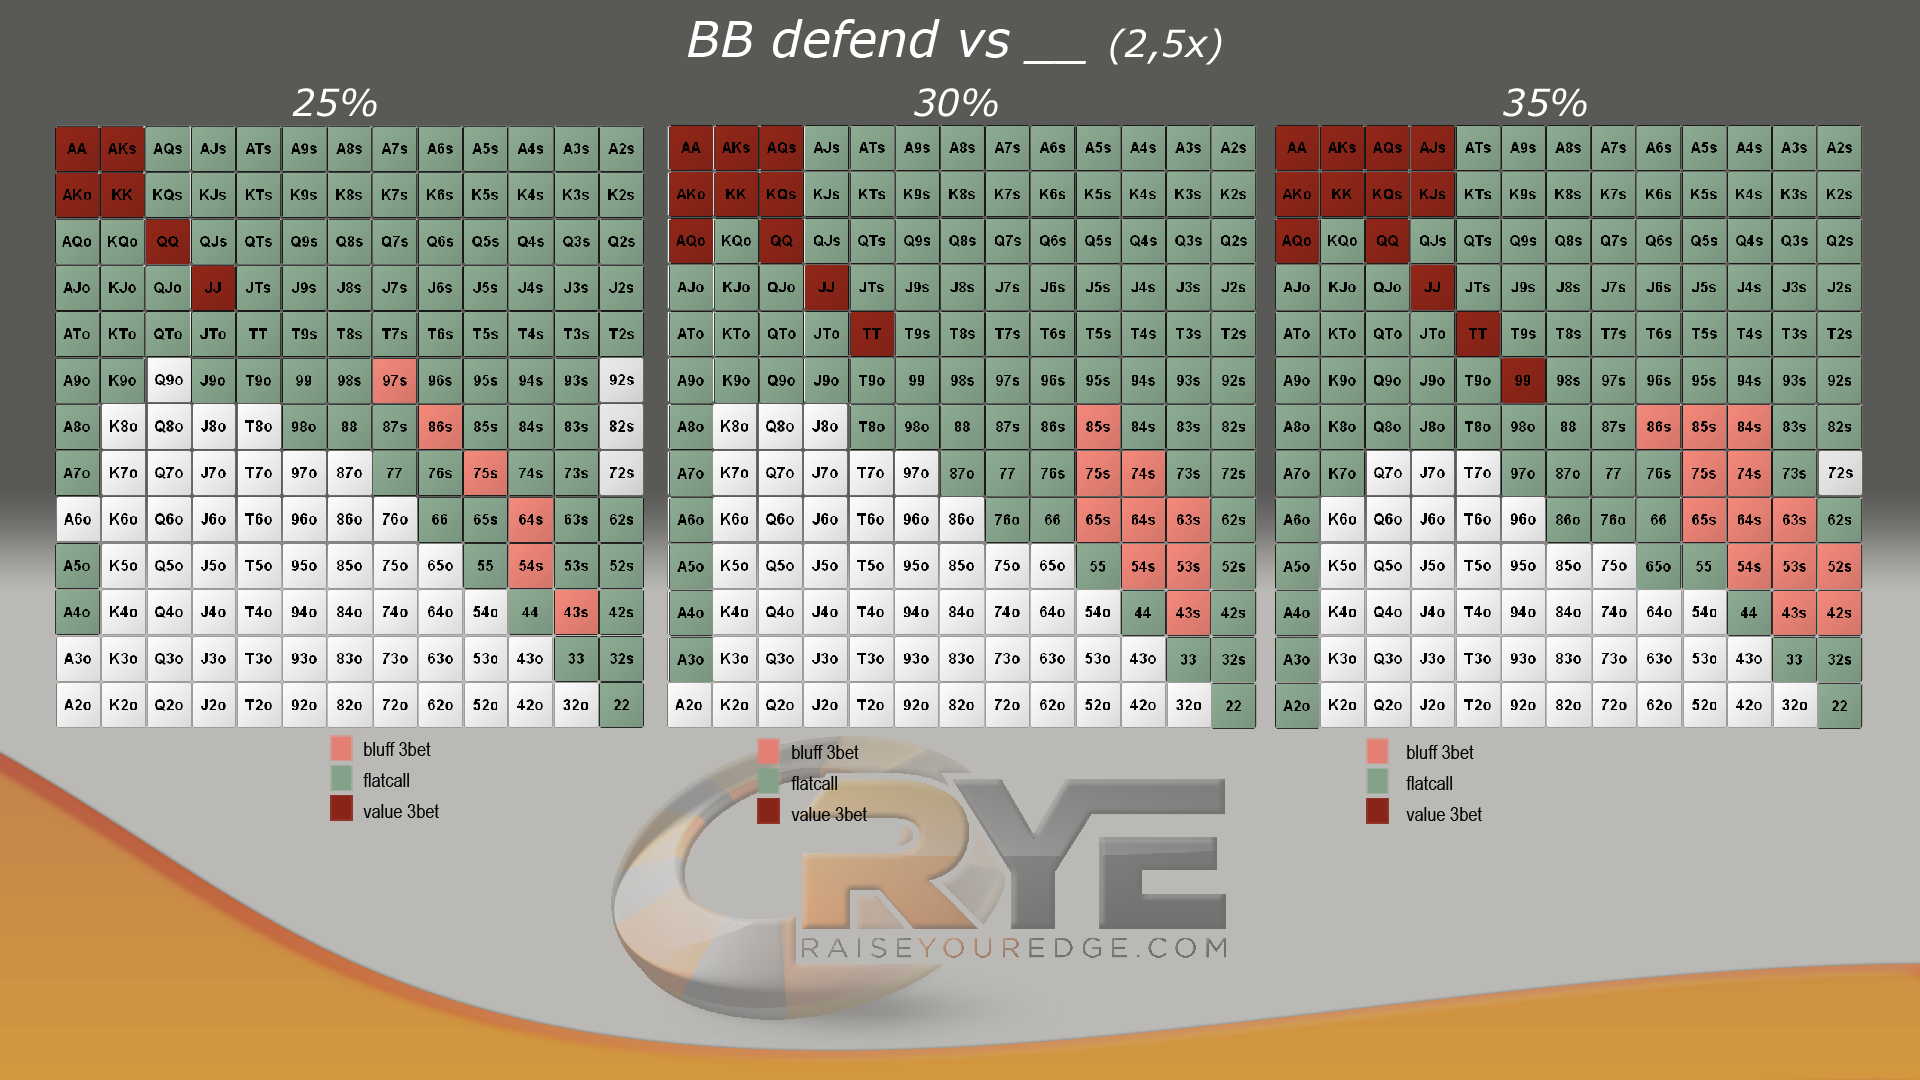 BB defend vs ___ (2,5x)
25%
AA AKs AQs AJs ATs A9s A8s A7s A6s A5s A4s A3s A2s
AKo KK KQs KJs KTs K9s K8s K7s K6s K5s K4s K3s K2s
AQo KQo QQ QJs QTs Q9s Q8s Q7s Q6s Q5s Q4s Q3s Q2s
AJo KJo QJo JJ JTs J9s J8s J7s J6s J5s J4s J3s J2s
ATo KTo QTo JTo TT T9s T8s T7s T6s T5s T4s T3s T2s
A9o K9o Q9o J9o T9o 99 98s 97s 96s 95s 94s 93s 92s
A8o K8o Q8o J8o T8o 98o 88 87s 86s 85s 84s 83s 82s
A7o K7o Q7o J7o T7o 97o 87o 77 76s 75s 74s 73s 72s
A6o K6o Q6o J6o T6o 96o 86o 76o 66 65s 64s 63s 62s
A5o K5o Q5o J5o T5o 95o 85o 75o 65o 55 54s 53s 52s
A4o K4o Q4o J4o T4o 94o 84o 74o 64o 54o 44 43s 42s
A3o K3o Q3o J3o T3o 93o 83o 73o 63o 53o 43o 33 32s
A2o K2o Q2o J2o T2o 92o 82o 72o 62o 52o 42o 32o 22
bluff 3bet
flatcall
value 3bet
30%
AA AKs AQs AJs ATs A9s A8s A7s A6s A5s A4s A3s A2s
AKo KK KQs KJs KTs K9s K8s K7s K6s K5s K4s K3s K2s
AQo KQo QQ QJs QTs Q9s Q8s Q7s Q6s Q5s Q4s Q3s Q2s
AJo KJo QJo JJ JTs J9s J8s J7s J6s J5s J4s J3s J2s
ATo KTo QTo JTo TT T9s T8s T7s T6s T5s T4s T3s T2s
A9o K9o Q9o J9o T9o 99 98s 97s 96s 95s 94s 93s 92s
A8o K8o Q8o J8o T8o 98o 88 87s 86s 85s 84s 83s 82s
A7o K7o Q7o J7o T7o 97o 87o 77 76s 75s 74s 73s 72s
A6o K6o Q6o J6o T6o 96o 86o 76o 66 65s 64s 63s 62s
A5o K5o Q5o J5o T5o 95o 85o 75o 65o 55 54s 53s 52s
A4o K4o Q4o J4o T4o 94o 84o 74o 64o 54o 44 43s 42s
A3o K3o Q3o J3o T3o 93o 83o 73o 63o 53o 43o 33 32s
A2o K2o Q2o J2o T2o 92o 82o 72o 62o 52o 42o 32o 22
bluff 3bet
flatcall
value 3bet
35%
AA AKs AQs AJs ATs A9s A8s A7s A6s A5s A4s A3s A2s
AKo KK KQs KJs KTs K9s K8s K7s K6s K5s K4s K3s K2s
AQo KQo QQ QJs QTs Q9s Q8s Q7s Q6s Q5s Q4s Q3s Q2s
AJo KJo QJo JJ JTs J9s J8s J7s J6s J5s J4s J3s J2s
ATo KTo QTo JTo TT T9s T8s T7s T6s T5s T4s T3s T2s
A9o K9o Q9o J9o T9o 99 98s 97s 96s 95s 94s 93s 92s
A8o K8o Q8o J8o T8o 98o 88 87s 86s 85s 84s 83s 82s
A7o K7o Q7o J7o T7o 97o 87o 77 76s 75s 74s 73s 72s
A6o K6o Q6o J6o T6o 96o 86o 76o 66 65s 64s 63s 62s
A5o K5o Q5o J5o T5o 95o 85o 75o 65o 55 54s 53s 52s
A4o K4o Q4o J4o T4o 94o 84o 74o 64o 54o 44 43s 42s
A3o K3o Q3o J3o T3o 93o 83o 73o 63o 53o 43o 33 32s
A2o K2o Q2o J2o T2o 92o 82o 72o 62o 52o 42o 32o 22
bluff 3bet
flatcall
value 3bet
RYE
RAISEYOUREDGE.COM